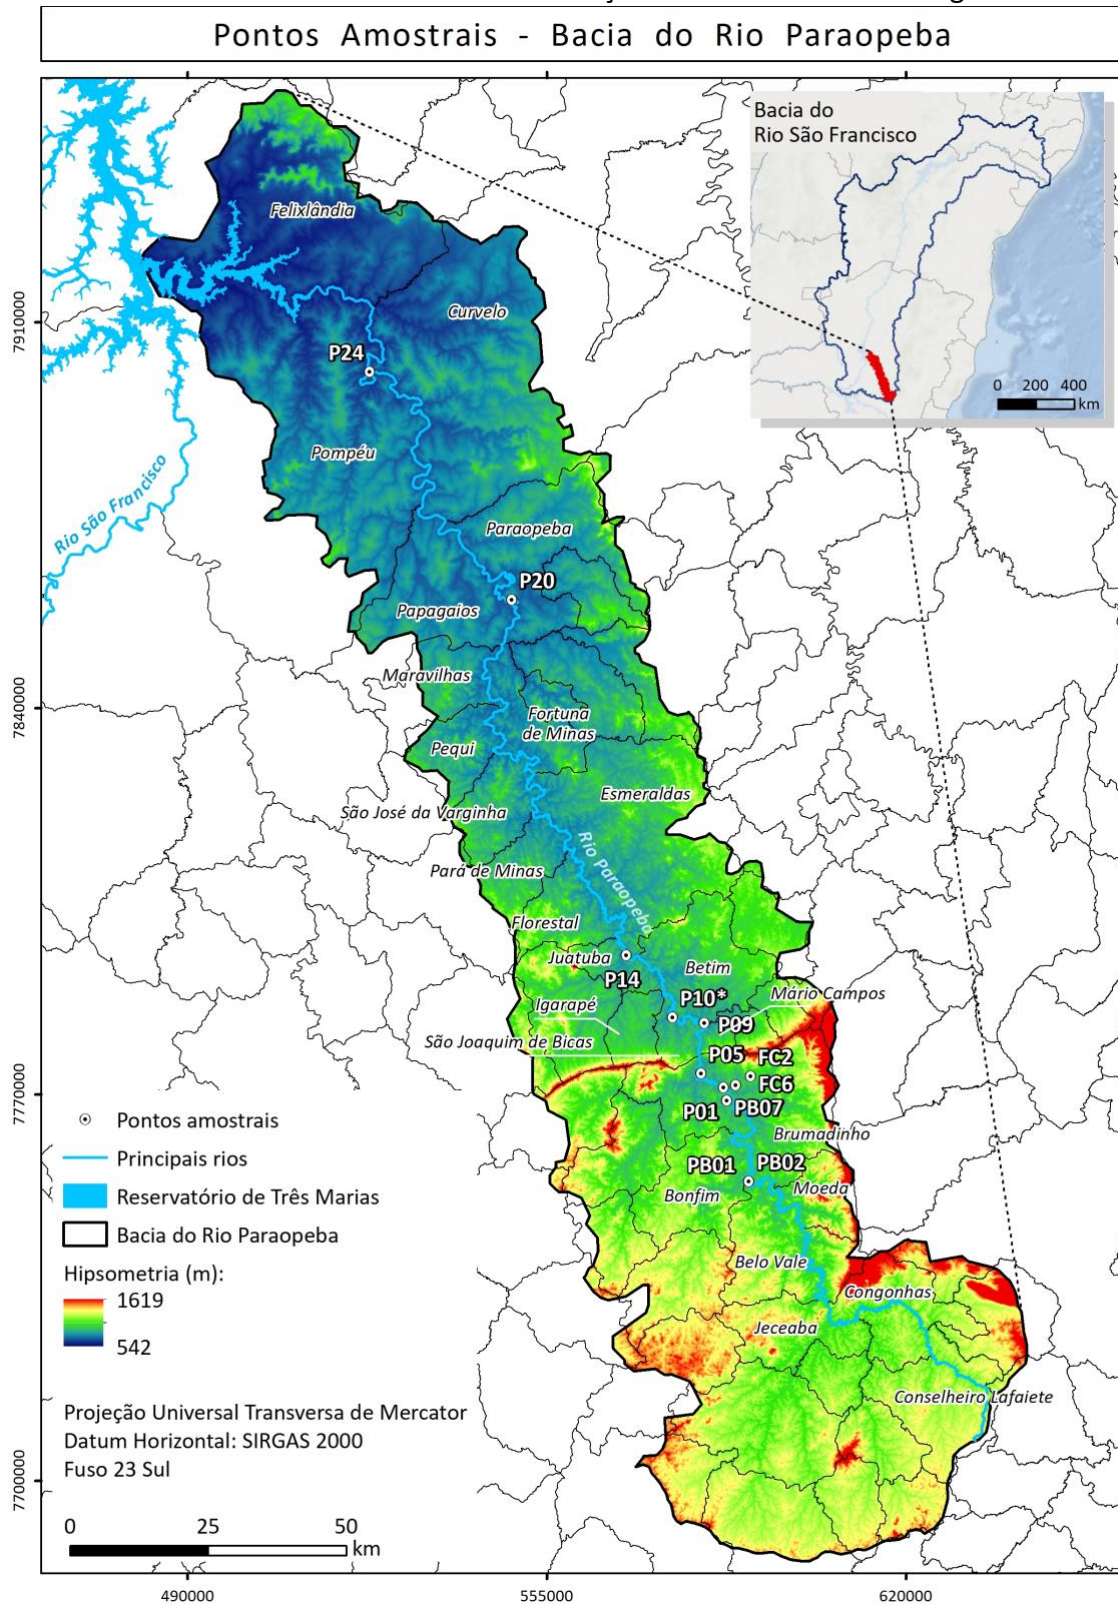 Pontos Amostrais - Bacia do Rio Paraopeba
Bacia do
Rio São Francisco
0 200 400
km
Felixlândia
Curvelo
7910000
P24
Pompéu
Rio São Francisco
Paraopeba
P20
Papagaios
Maravilhas
7840000
Fortuna
de Minas
Pequi
Esmeraldas
São José da Varginha
Rio Paraopeba
Pará de Minas
Florestal
Juatuba
Betim
P14
P10*
Mário Campos
Igarapé
P09
São Joaquim de Bicas
P05
FC2
FC6
7770000
P01
PB07
Brumadinho
PB01
PB02
Moeda
Bonfim
Belo Vale
Congonhas
Jeceaba
Conselheiro Lafaiete
7700000
Pontos amostrais
Principais rios
Reservatório de Três Marias
Bacia do Rio Paraopeba
Hipsometria (m):
1619
542
Projeção Universal Transversa de Mercator
Datum Horizontal: SIRGAS 2000
Fuso 23 Sul
0 25 50
km
490000 555000 620000